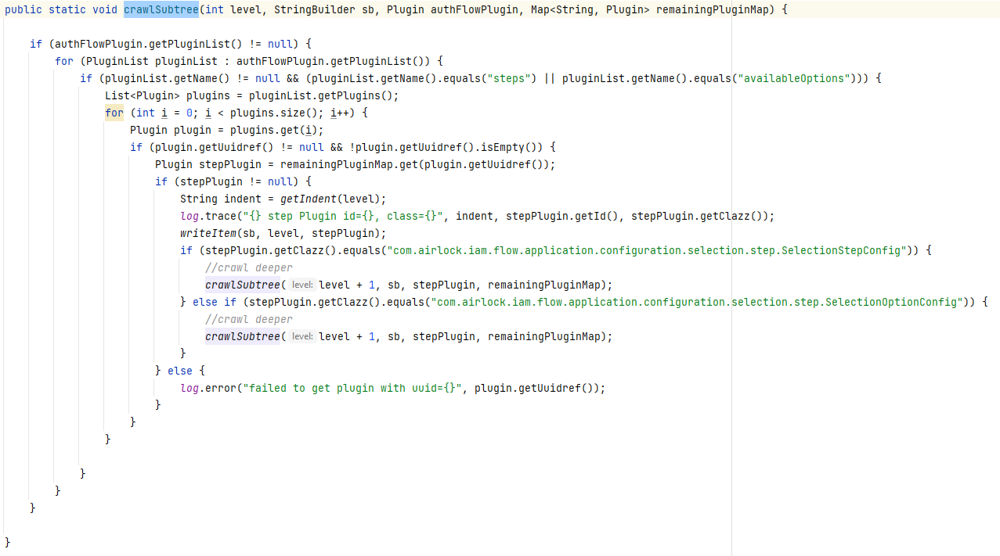 public static void crawlSubtree(int level, StringBuilder sb, Plugin authFlowPlugin, Map<String, Plugin> remainingPluginMap) {

    if (authFlowPlugin.getPluginList() != null) {
        for (PluginList pluginList : authFlowPlugin.getPluginList()) {
            if (pluginList.getName() != null && (pluginList.getName().equals("steps") || pluginList.getName().equals("availableOptions"))) {
                List<Plugin> plugins = pluginList.getPlugins();
                for (int i = 0; i < plugins.size(); i++) {
                    Plugin plugin = plugins.get(i);
                    if (plugin.getUuidref() != null && !plugin.getUuidref().isEmpty()) {
                        Plugin stepPlugin = remainingPluginMap.get(plugin.getUuidref());
                        if (stepPlugin != null) {
                            String indent = getIndent(level);
                            log.trace("{} step Plugin id={}, class={}", indent, stepPlugin.getId(), stepPlugin.getClazz());
                            writeItem(sb, level, stepPlugin);
                            if (stepPlugin.getClazz().equals("com.airlock.iam.flow.application.configuration.selection.step.SelectionStepConfig")) {
                                //crawl deeper
                                crawlSubtree( level: level + 1, sb, stepPlugin, remainingPluginMap);
                            } else if (stepPlugin.getClazz().equals("com.airlock.iam.flow.application.configuration.selection.step.SelectionOptionConfig")) {
                                //crawl deeper
                                crawlSubtree( level: level + 1, sb, stepPlugin, remainingPluginMap);
                            }
                        } else {
                            log.error("failed to get plugin with uuid={}", plugin.getUuidref());
                        }
                    }
                }

            }
        }
    }

}